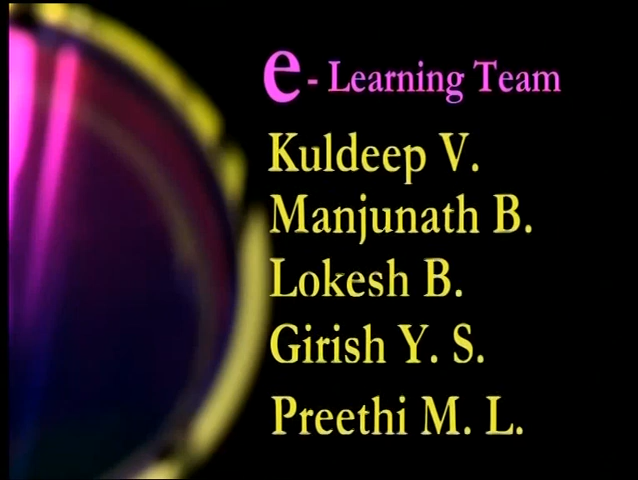 e- Learning Team
Kuldeep V.
Manjunath B.
Lokesh B.
Girish Y. S.
Preethi M. L.